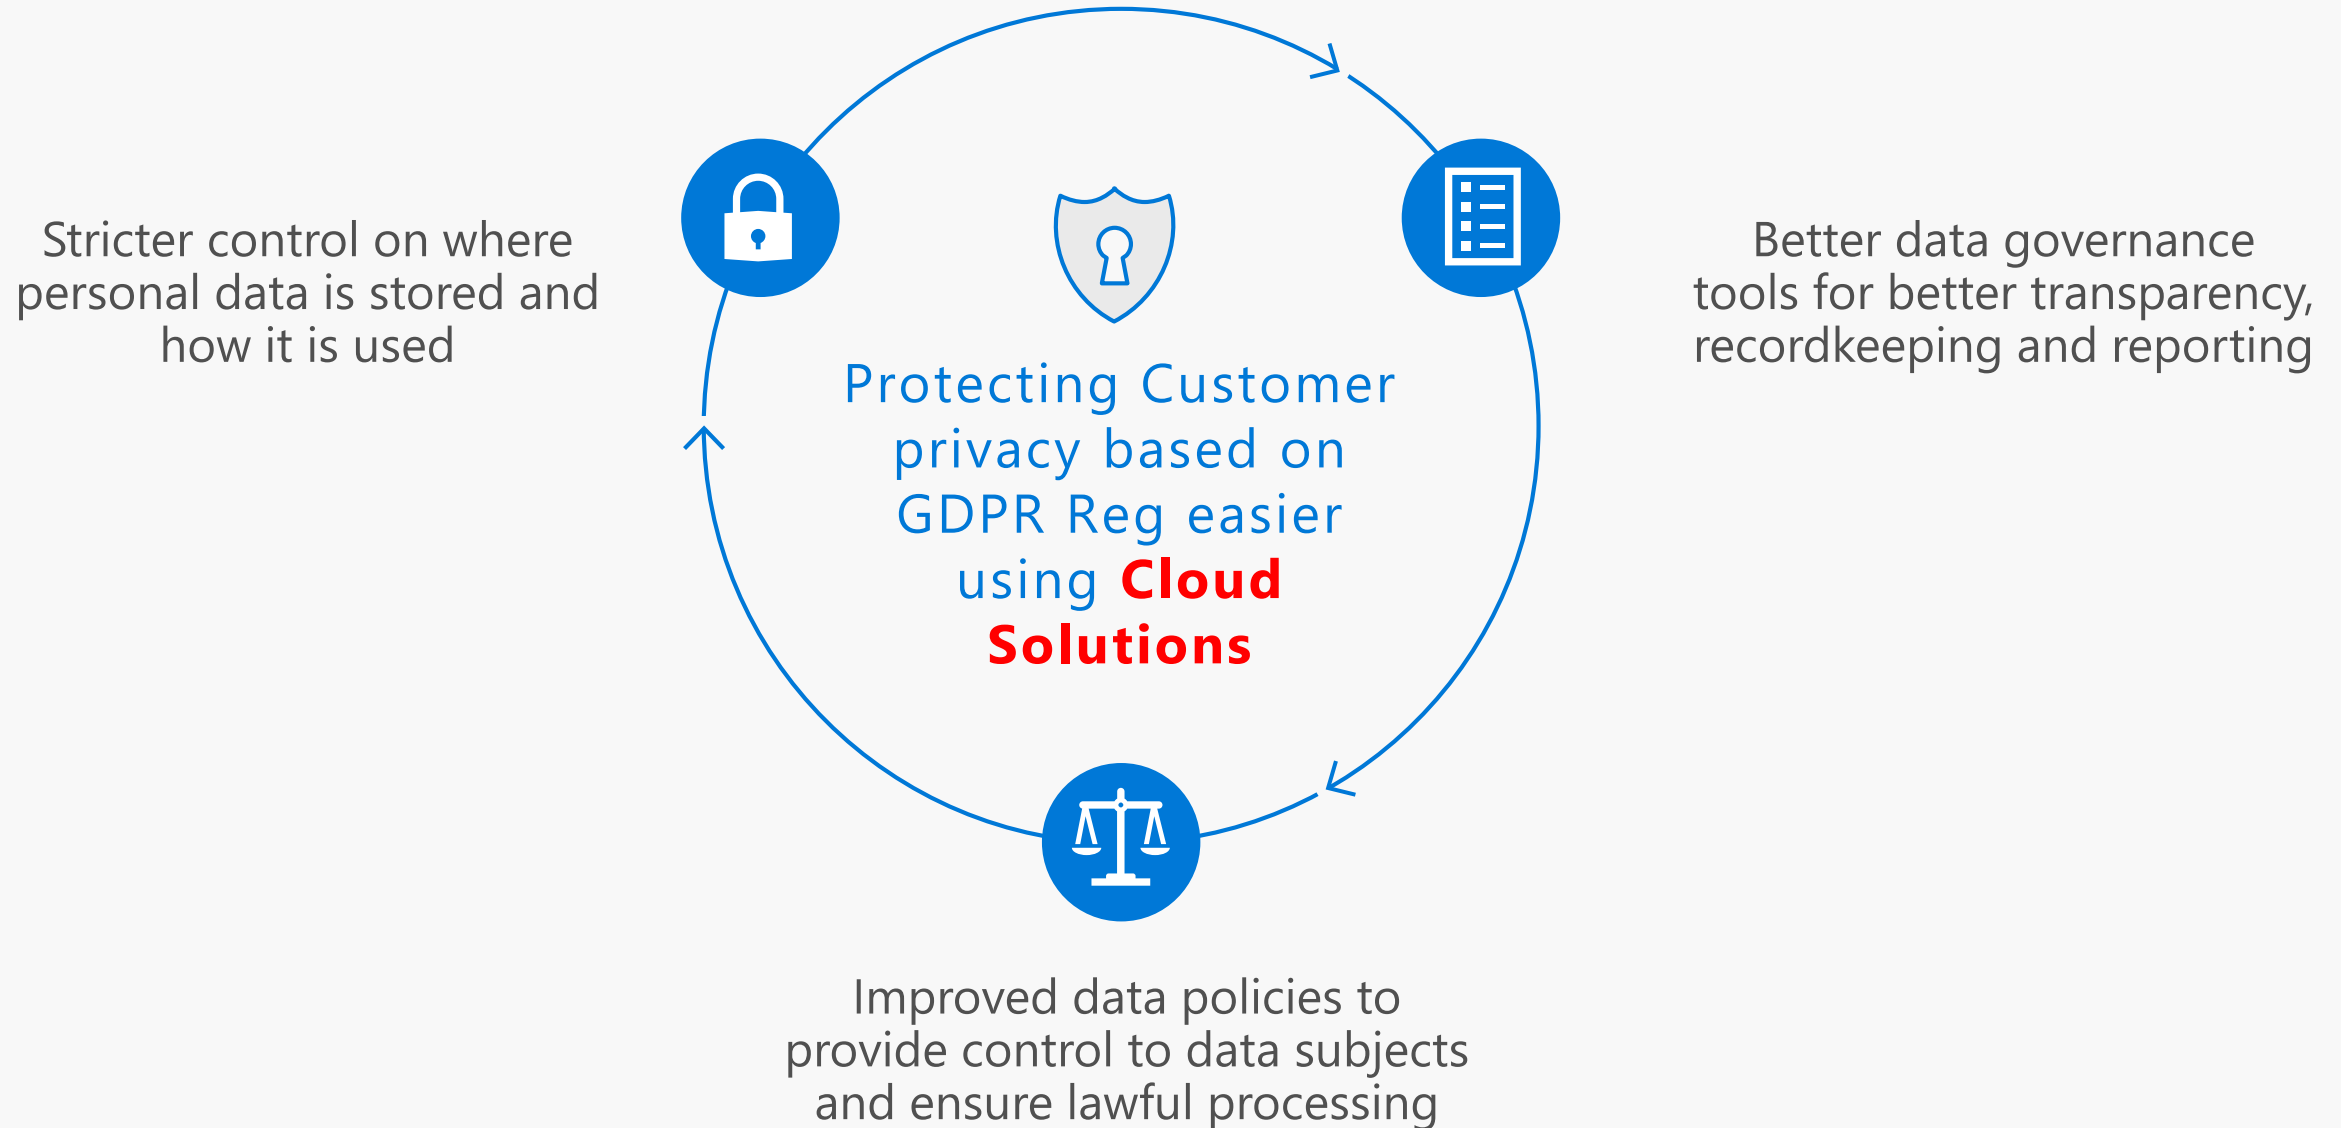 Stricter control on where
personal data is stored and
how it is used
Protecting Customer
privacy based on
GDPR Reg easier
using Cloud
Solutions
Better data governance
tools for better transparency,
recordkeeping and reporting
Improved data policies to
provide control to data subjects
and ensure lawful processing